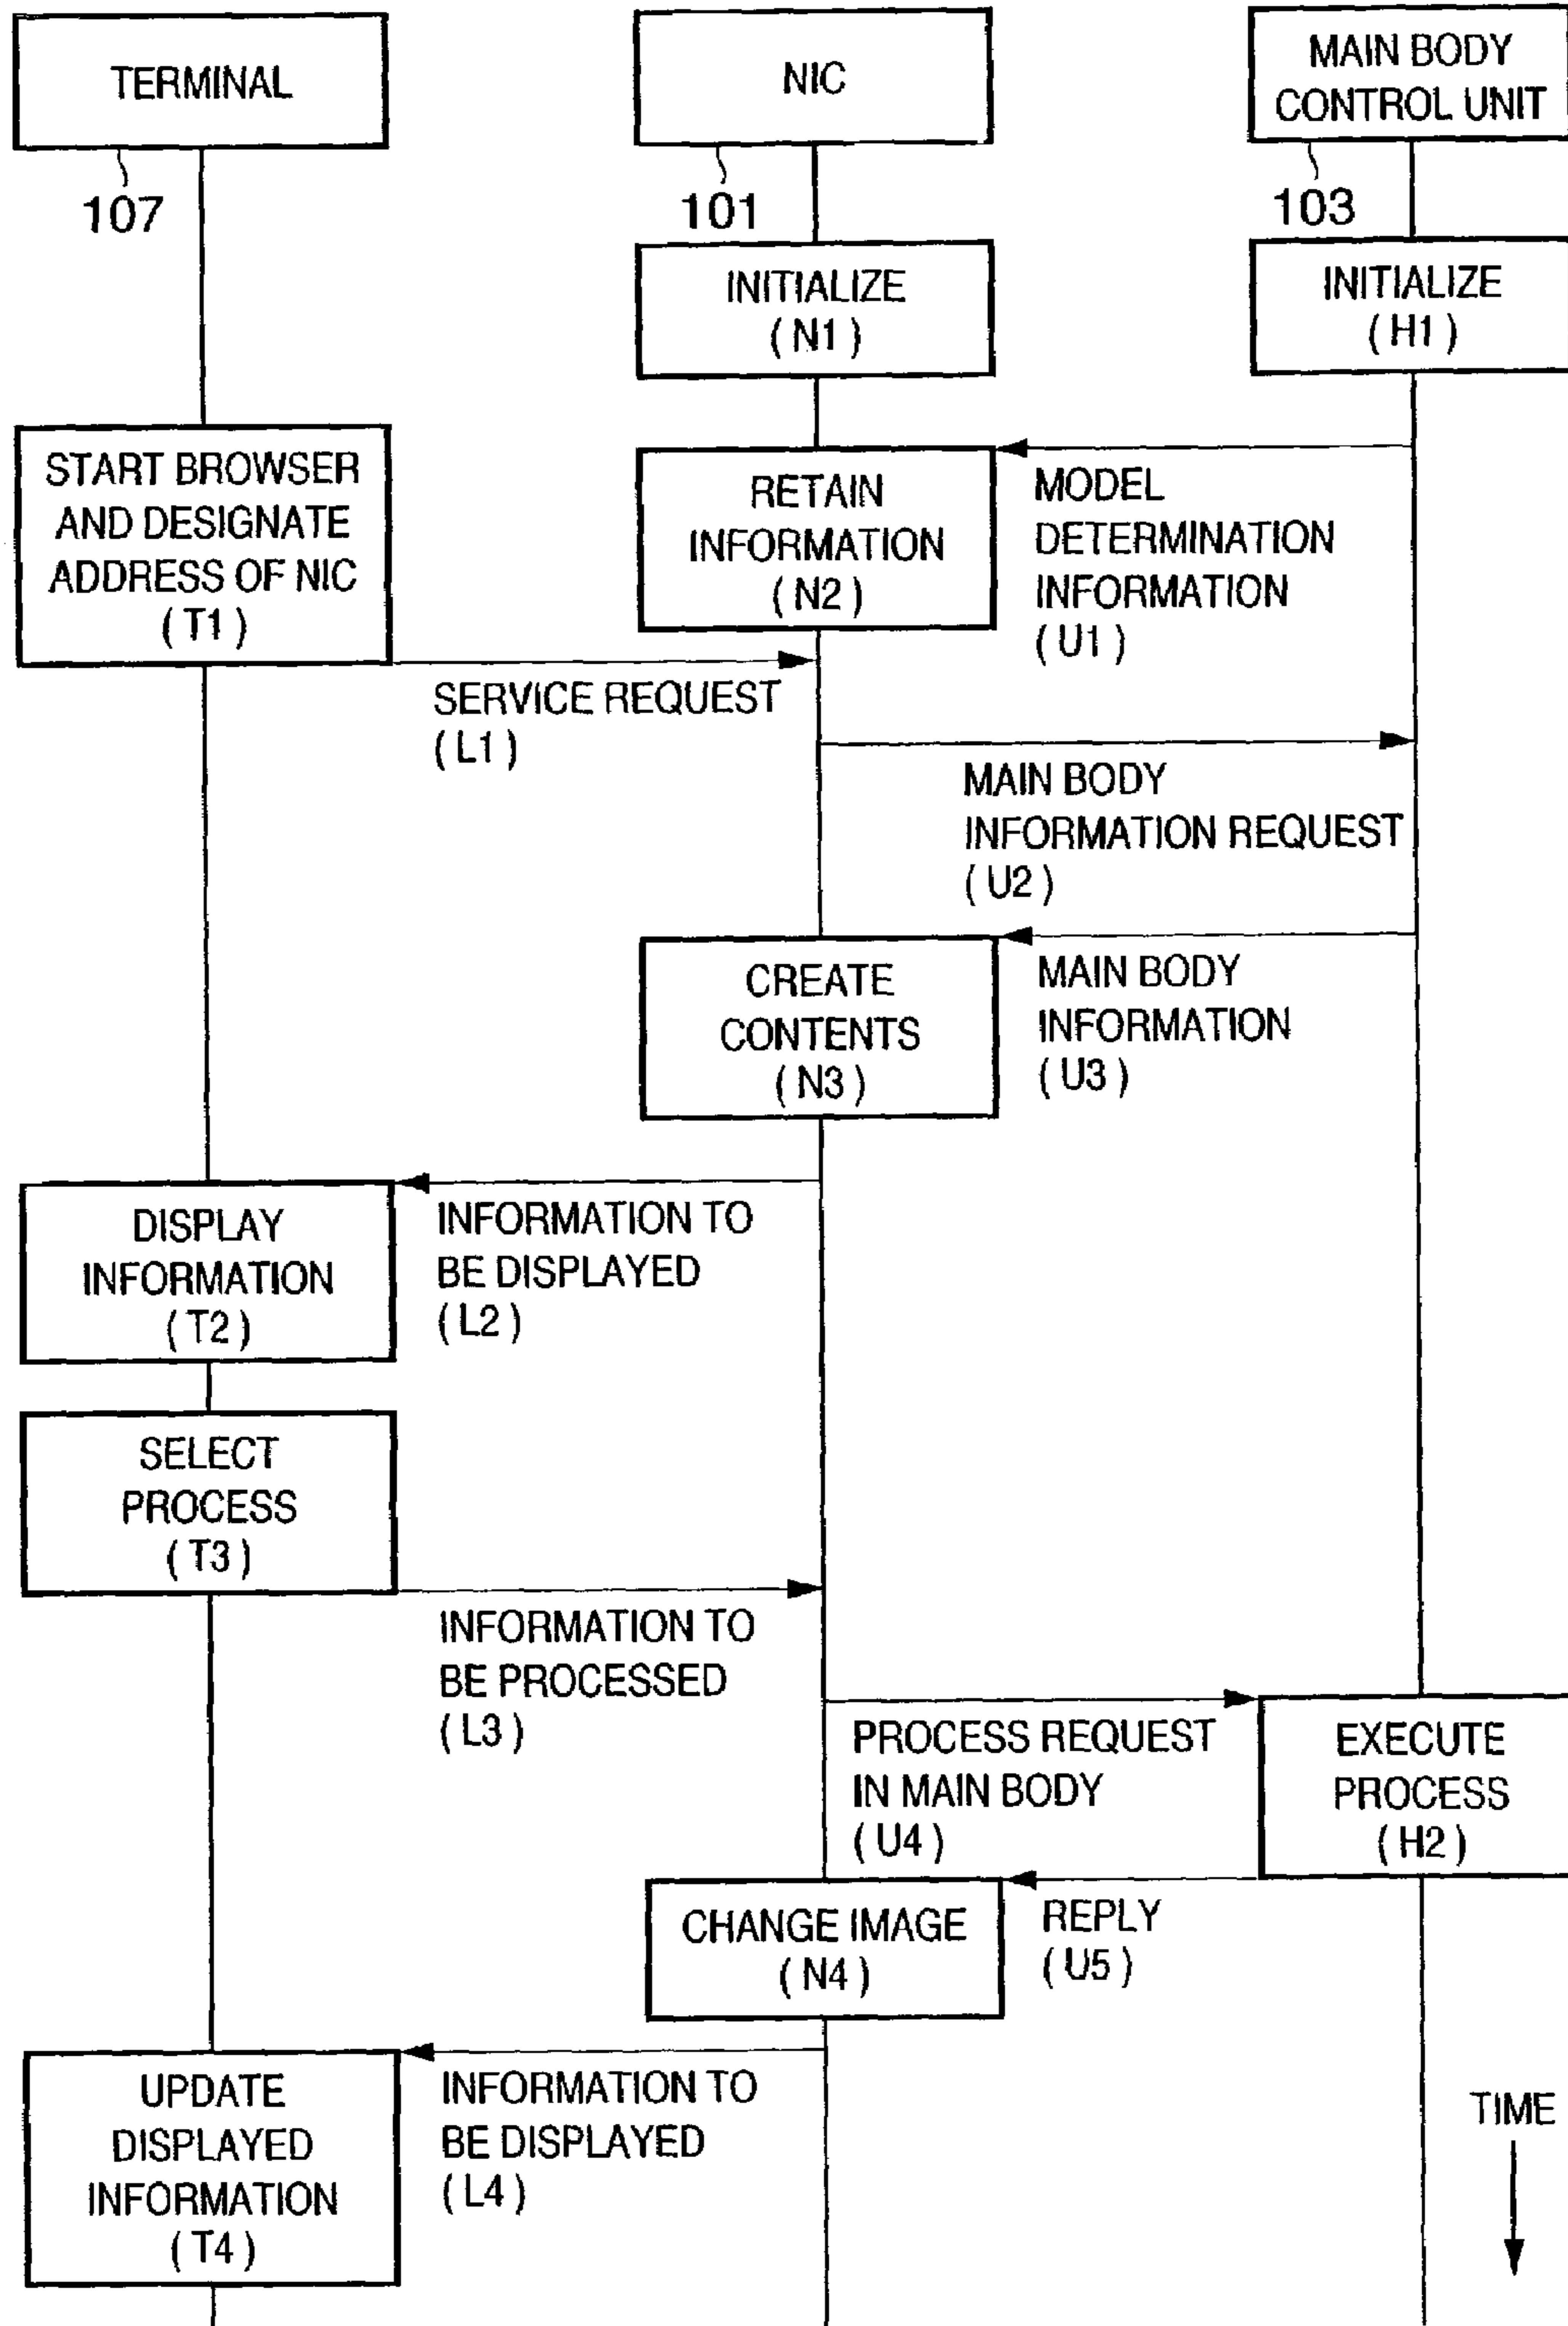 TERMINAL
107
NIC
101
MAIN BODY
CONTROL UNIT
103
INITIALIZE
( N1 )
INITIALIZE
( H1 )
START BROWSER
AND DESIGNATE
ADDRESS OF NIC
( T1 )
RETAIN
INFORMATION
( N2 )
MODEL
DETERMINATION
INFORMATION
( U1 )
SERVICE REQUEST
( L1 )
MAIN BODY
INFORMATION REQUEST
( U2 )
CREATE
CONTENTS
( N3 )
MAIN BODY
INFORMATION
( U3 )
DISPLAY
INFORMATION
( T2 )
INFORMATION TO
BE DISPLAYED
( L2 )
SELECT
PROCESS
( T3 )
INFORMATION TO
BE PROCESSED
( L3 )
PROCESS REQUEST
IN MAIN BODY
( U4 )
EXECUTE
PROCESS
( H2 )
CHANGE IMAGE
( N4 )
REPLY
( U5 )
UPDATE
DISPLAYED
INFORMATION
( T4 )
INFORMATION TO
BE DISPLAYED
( L4 )
TIME